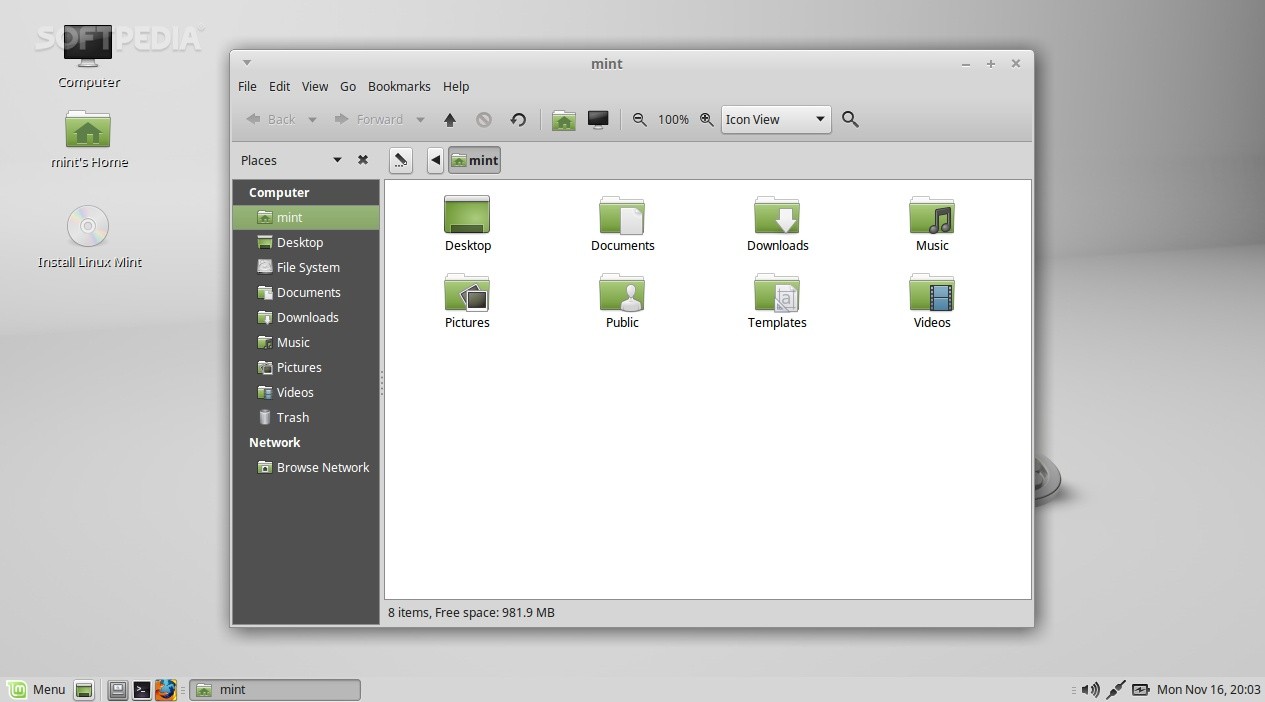 SOFTPEDIA
Computer
mint's Home
Install Linux Mint
mint
File Edit View Go Bookmarks Help
Back Forward 100% Icon View
Places mint
Computer
mint
Desktop
File System
Documents
Downloads
Music
Pictures
Videos
Trash
Network
Browse Network
Desktop Documents Downloads Music
Pictures Public Templates Videos
8 items, Free space: 981.9 MB
Menu mint Mon Nov 16, 20:03